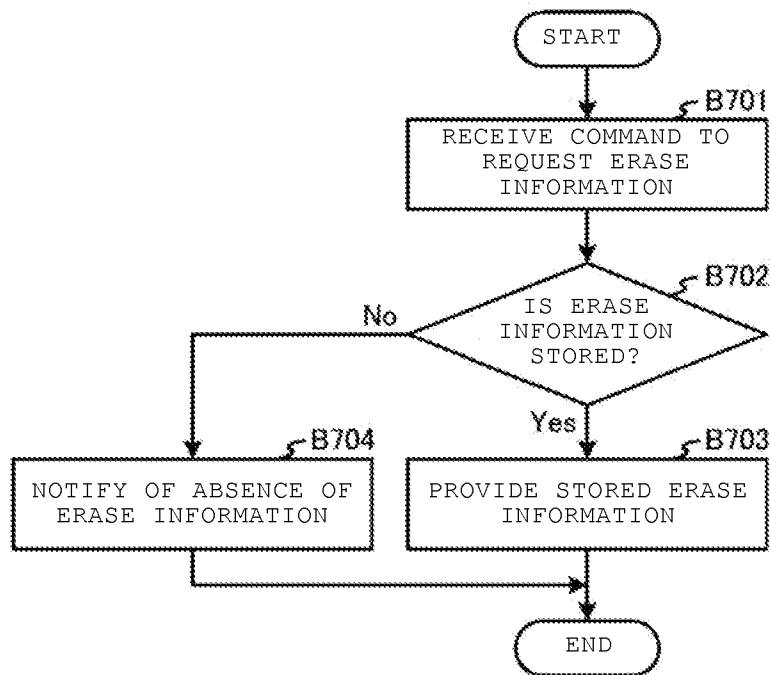 START
B701
RECEIVE COMMAND TO
REQUEST ERASE
INFORMATION
B702
IS ERASE
INFORMATION
STORED?
No
Yes
B704
NOTIFY OF ABSENCE OF
ERASE INFORMATION
B703
PROVIDE STORED ERASE
INFORMATION
END